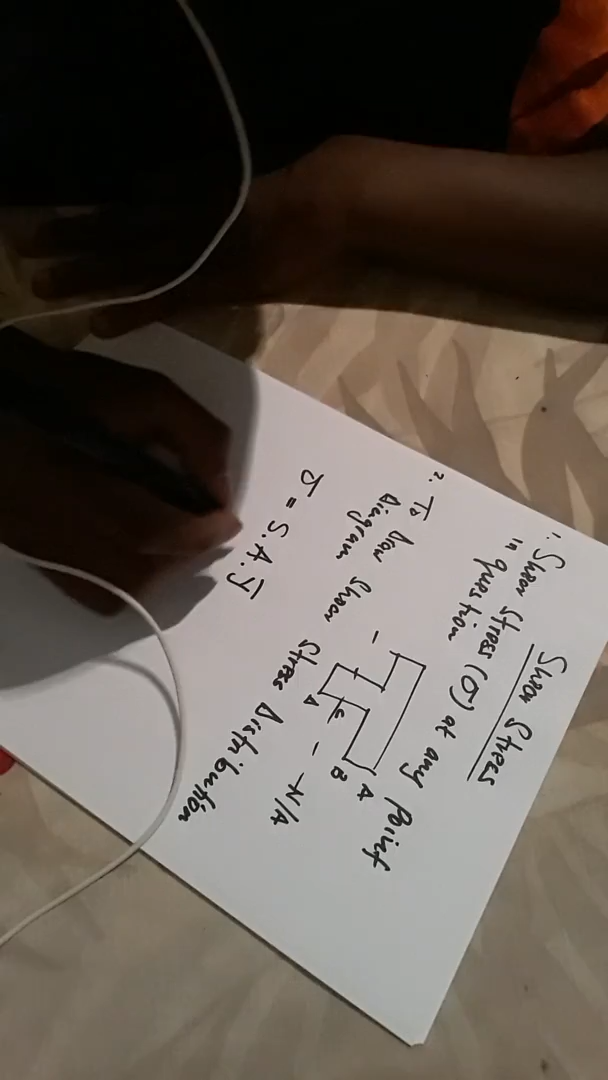 Shear Stress
1. Shear Stress (σ) at any Point
in question
A
B
C
D
- - N/A
2. To draw Shear Stress Distribution
diagram
σ = S.A.ȳ